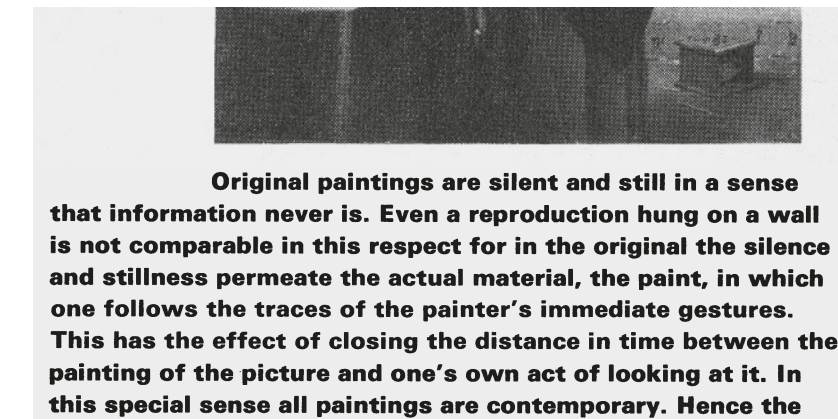 Original paintings are silent and still in a sense
that information never is. Even a reproduction hung on a wall
is not comparable in this respect for in the original the silence
and stillness permeate the actual material, the paint, in which
one follows the traces of the painter's immediate gestures.
This has the effect of closing the distance in time between the
painting of the picture and one's own act of looking at it. In
this special sense all paintings are contemporary. Hence the